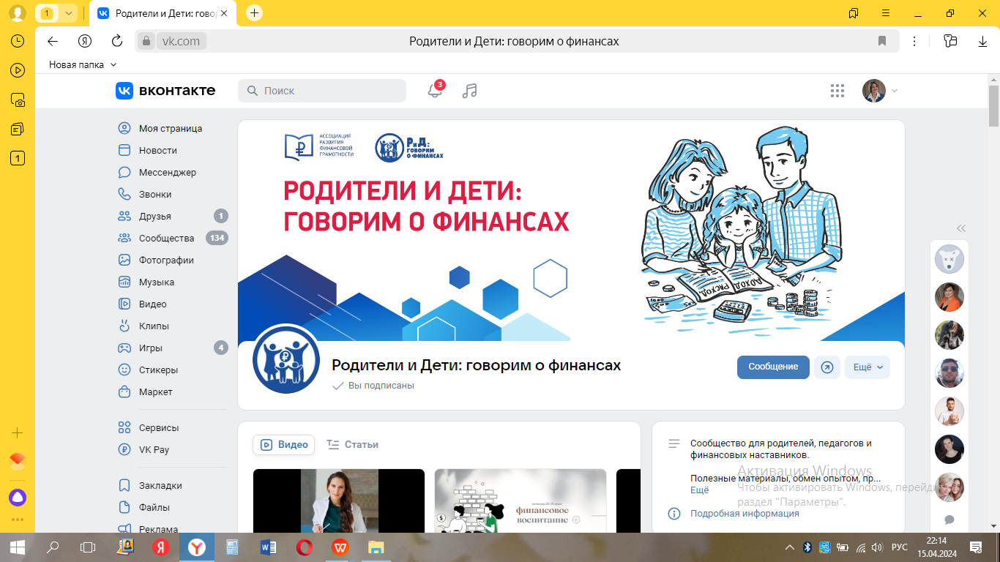 1
Родители и Дети: гово
vk.com
Родители и Дети: говорим о финансах
Новая папка
1
вконтакте
Поиск
3
Моя страница
Новости
Мессенджер
Звонки
Друзья
1
Сообщества
134
Фотографии
Музыка
Видео
Клипы
Игры
4
Стикеры
Маркет
Сервисы
VK Pay
Закладки
Файлы
Реклама
АССОЦИАЦИЯ
РАЗВИТИЯ
ФИНАНСОВОЙ
ГРАМОТНОСТИ
РиД:
ГОВОРИМ
О ФИНАНСАХ
РОДИТЕЛИ И ДЕТИ:
ГОВОРИМ О ФИНАНСАХ
ДОХОД
РАСХОД
Родители и Дети: говорим о финансах
Вы подписаны
Сообщение
Ещё
Видео
Статьи
финансовое
воспитание
Сообщество для родителей, педагогов и
финансовых наставников.
Полезные материалы, обмен опытом, пр...
Ещё
Подробная информация
Активация Windows
Чтобы активировать Windows, перейди
раздел "Параметры".
РУС
22:14
15.04.2024